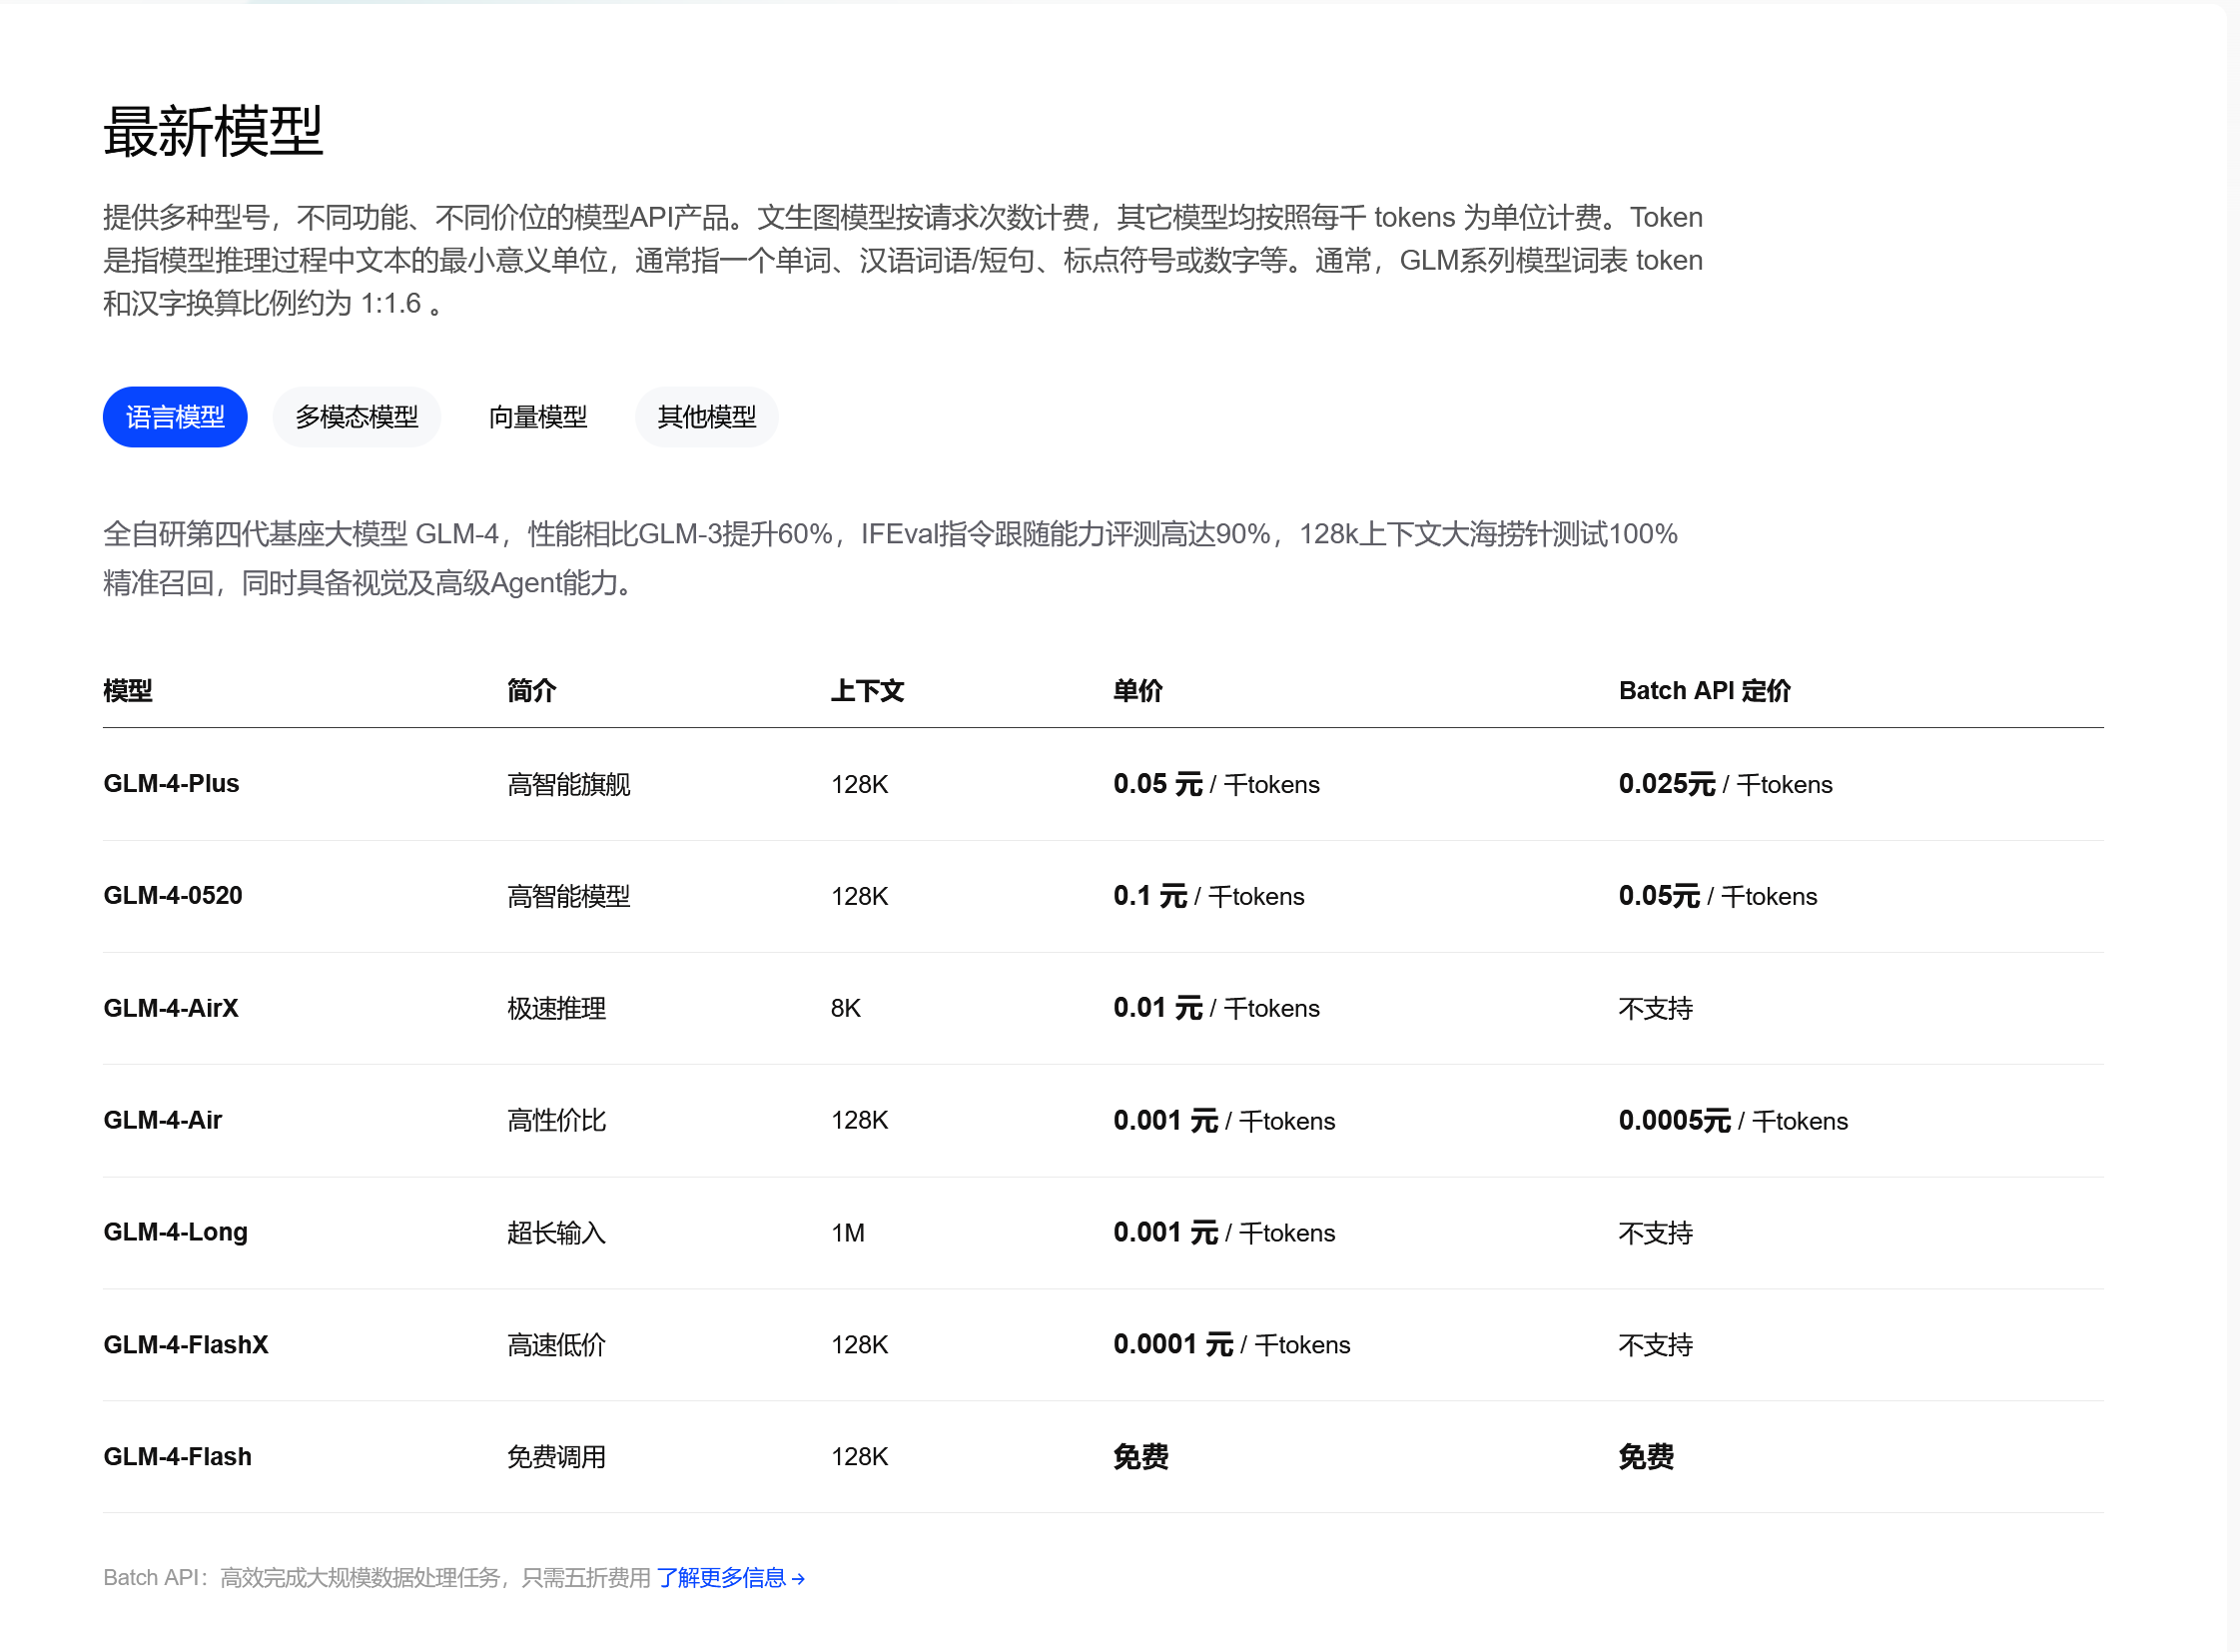 最新模型
提供多种型号，不同功能、不同价位的模型API产品。文生图模型按请求次数计费，其它模型均按照每千 tokens 为单位计费。Token
是指模型推理过程中文本的最小意义单位，通常指一个单词、汉语词语/短句、标点符号或数字等。通常，GLM系列模型词表 token
和汉字换算比例约为 1:1.6 。
语言模型 多模态模型 向量模型 其他模型
全自研第四代基座大模型 GLM-4，性能相比GLM-3提升60%，IFEval指令跟随能力评测高达90%，128k上下文大海捞针测试100%
精准召回，同时具备视觉及高级Agent能力。
模型 简介 上下文 单价 Batch API 定价
GLM-4-Plus 高智能旗舰 128K 0.05 元 / 千tokens 0.025元 / 千tokens
GLM-4-0520 高智能模型 128K 0.1 元 / 千tokens 0.05元 / 千tokens
GLM-4-AirX 极速推理 8K 0.01 元 / 千tokens 不支持
GLM-4-Air 高性价比 128K 0.001 元 / 千tokens 0.0005元 / 千tokens
GLM-4-Long 超长输入 1M 0.001 元 / 千tokens 不支持
GLM-4-FlashX 高速低价 128K 0.0001 元 / 千tokens 不支持
GLM-4-Flash 免费调用 128K 免费 免费
Batch API：高效完成大规模数据处理任务，只需五折费用 了解更多信息→